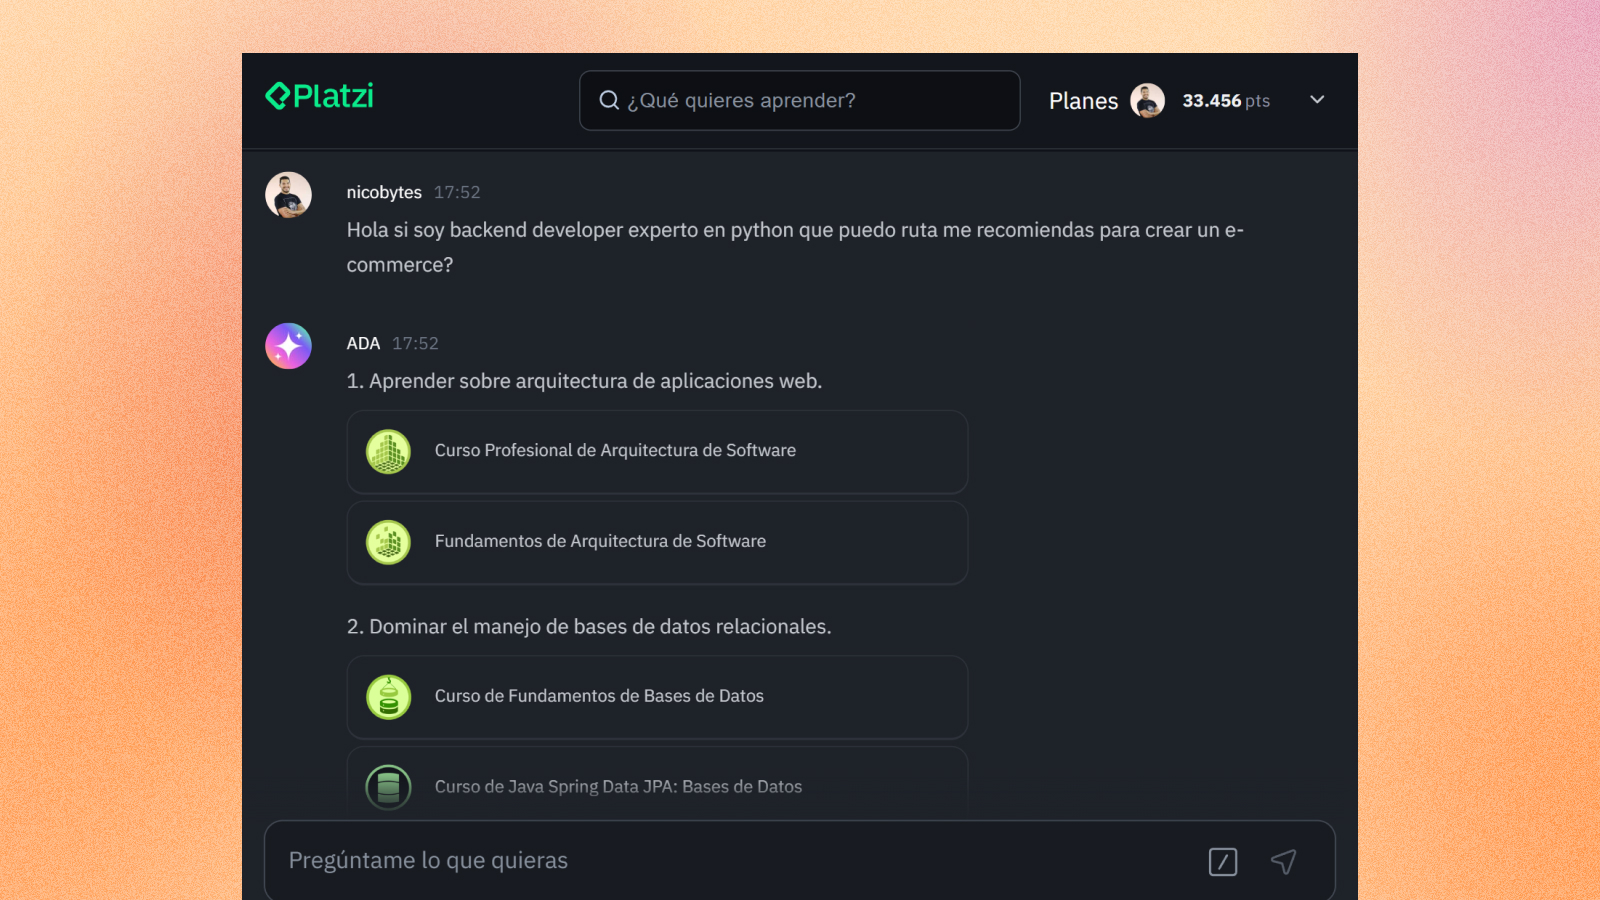 Platzi
¿Qué quieres aprender?
Planes
33.456 pts
nicobytes 17:52
Hola si soy backend developer experto en python que puedo ruta me recomiendas para crear un e-
commerce?
ADA 17:52
1. Aprender sobre arquitectura de aplicaciones web.
Curso Profesional de Arquitectura de Software
Fundamentos de Arquitectura de Software
2. Dominar el manejo de bases de datos relacionales.
Curso de Fundamentos de Bases de Datos
Curso de Java Spring Data JPA: Bases de Datos
Pregúntame lo que quieras